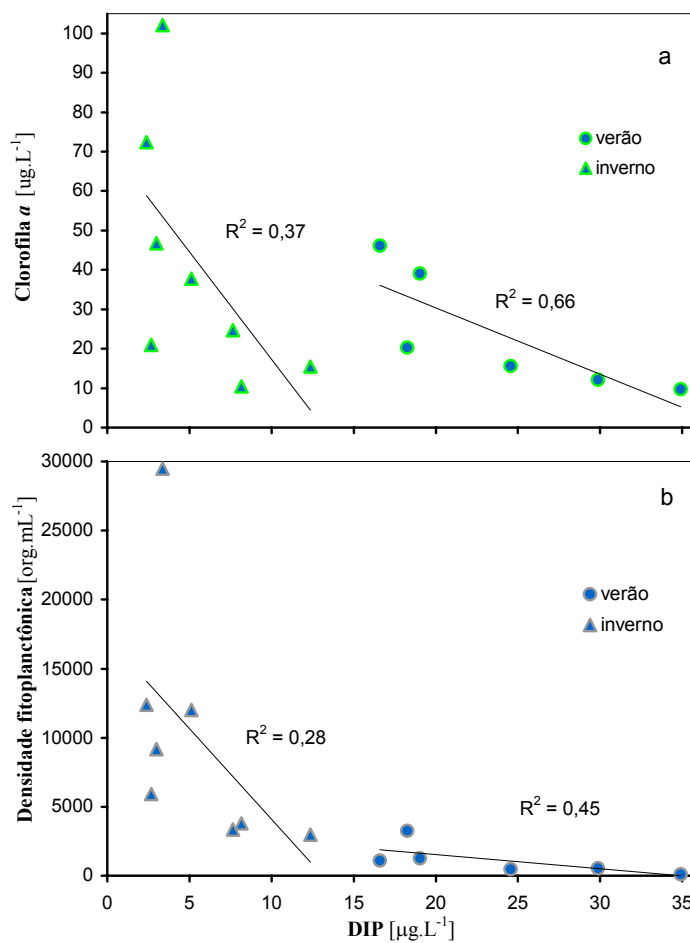 a
100
90
80
70
60
50
40
30
20
10
0
Clorofila a [ug.L⁻¹]
verão
inverno
R² = 0,37
R² = 0,66
b
30000
25000
20000
15000
10000
5000
0
Densidade fitoplanctônica [org.mL⁻¹]
verão
inverno
R² = 0,28
R² = 0,45
0 5 10 15 20 25 30 35
DIP [µg.L⁻¹]